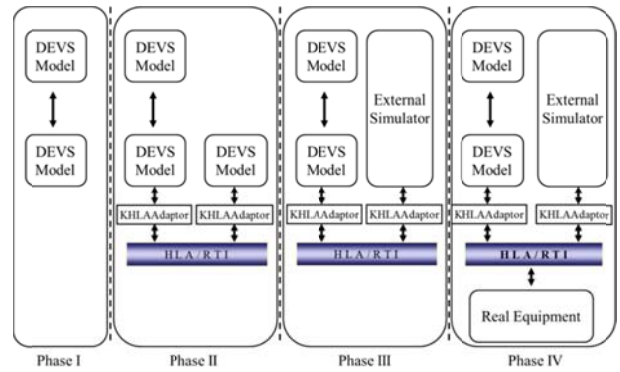 DEVS
Model
DEVS
Model
Phase I
DEVS
Model
DEVS
Model
DEVS
Model
KHLAAdaptor
KHLAAdaptor
HLA/RTI
Phase II
DEVS
Model
External
Simulator
DEVS
Model
KHLAAdaptor
KHLAAdaptor
HLA/RTI
Phase III
DEVS
Model
External
Simulator
DEVS
Model
KHLAAdaptor
KHLAAdaptor
HLA/RTI
Real Equipment
Phase IV